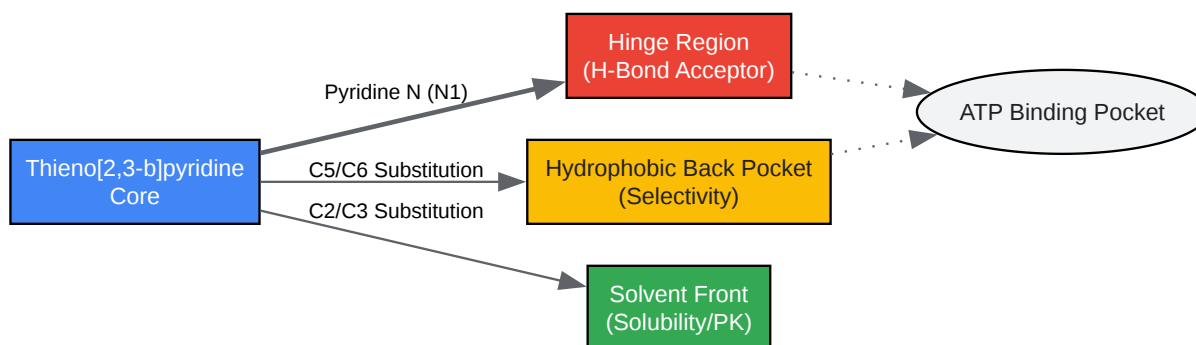 Thieno[2,3-b]pyridine
Core
Pyridine N (N1)
C5/C6 Substitution
C2/C3 Substitution
Hinge Region
(H-Bond Acceptor)
Hydrophobic Back Pocket
(Selectivity)
Solvent Front
(Solubility/PK)
ATP Binding Pocket